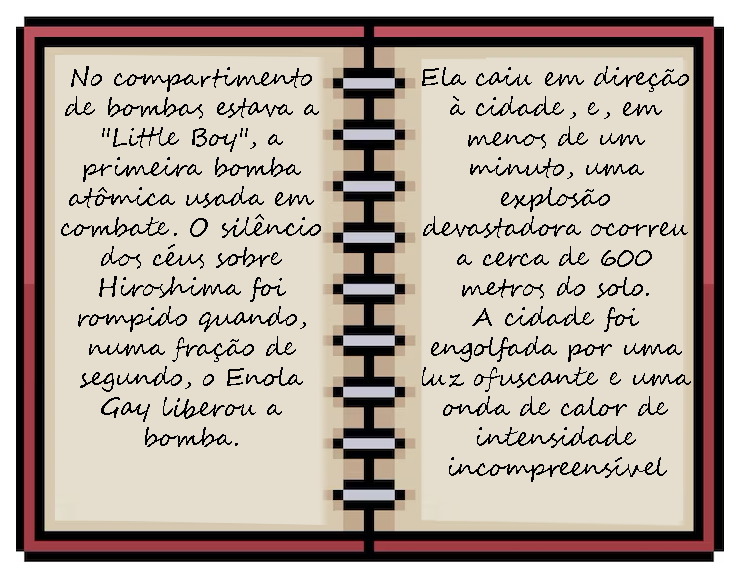 No compartimento
de bombas estava a
"Little Boy", a
primeira bomba
atômica usada em
combate. O silêncio
dos céus sobre
Hiroshima foi
rompido quando,
numa fração de
segundo, o Enola
Gay liberou a
bomba.
Ela caiu em direção
à cidade, e, em
menos de um
minuto, uma
explosão
devastadora ocorreu
a cerca de 600
metros do solo.
A cidade foi
engolfada por uma
luz ofuscante e uma
onda de calor de
intensidade
incompreensível